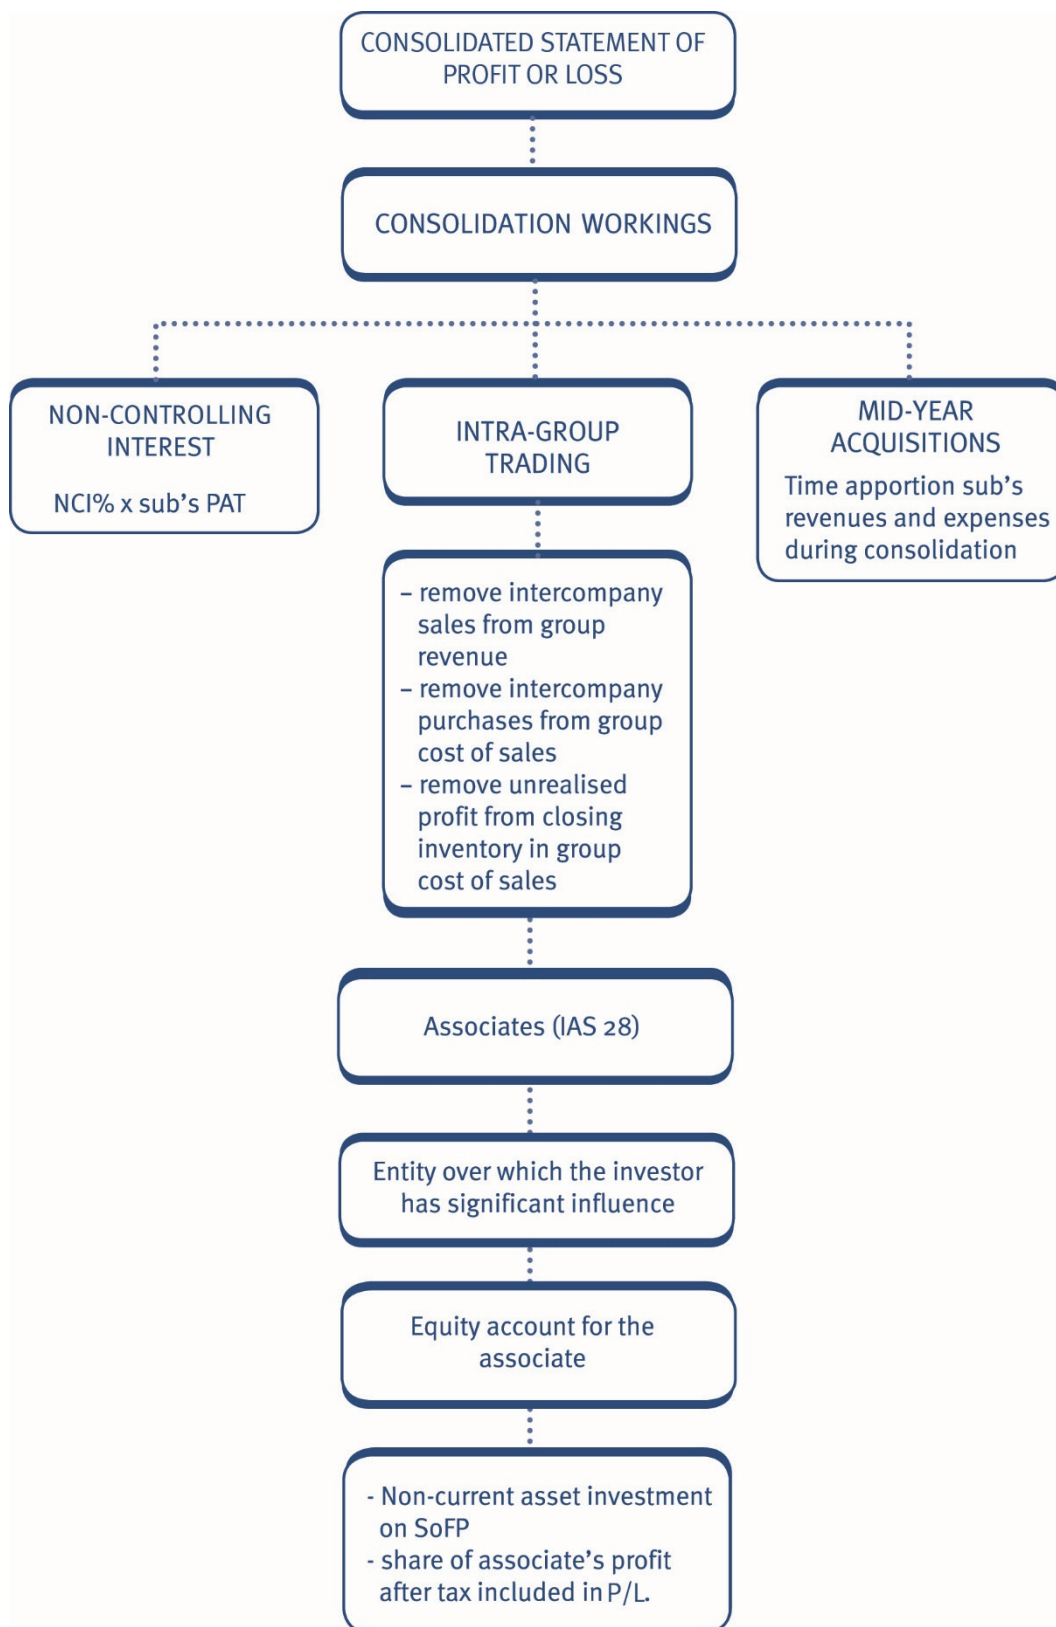 CONSOLIDATED STATEMENT OF
PROFIT OR LOSS
CONSOLIDATION WORKINGS
NON-CONTROLLING
INTEREST
NCI% x sub’s PAT
INTRA-GROUP
TRADING
MID-YEAR
ACQUISITIONS
Time apportion sub’s
revenues and expenses
during consolidation
– remove intercompany
sales from group
revenue
– remove intercompany
purchases from group
cost of sales
– remove unrealised
profit from closing
inventory in group
cost of sales
Associates (IAS 28)
Entity over which the investor
has significant influence
Equity account for the
associate
- Non-current asset investment
on SoFP
- share of associate’s profit
after tax included in P/L.